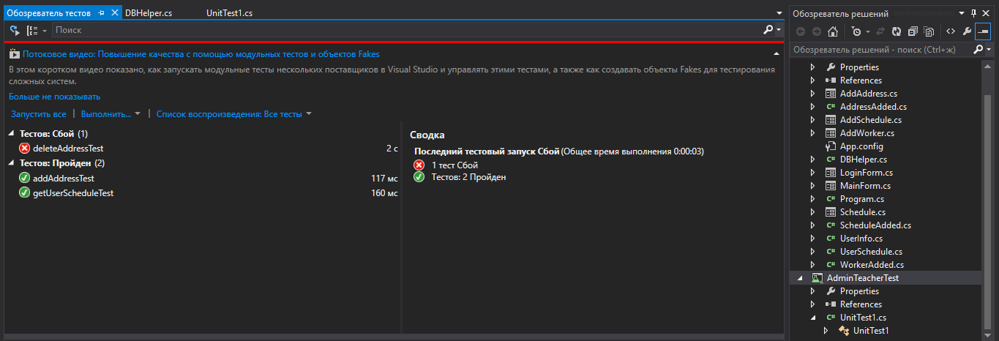 Обозреватель тестов
DBHelper.cs
UnitTest1.cs
Поиск
Потоковое видео: Повышение качества с помощью модульных тестов и объектов Fakes
В этом коротком видео показано, как запускать модульные тесты нескольких поставщиков в Visual Studio и управлять этими тестами, а также как создавать объекты Fakes для тестирования
сложных систем.
Больше не показывать
Запустить все | Выполнить... | Список воспроизведения: Все тесты
Тестов: Сбой (1)
deleteAddressTest 2 с
Тестов: Пройден (2)
addAddressTest 117 мс
getUserScheduleTest 160 мс
Сводка
Последний тестовый запуск Сбой (Общее время выполнения 0:00:03)
1 тест Сбой
Тестов: 2 Пройден
Обозреватель решений
Обозреватель решений - поиск (Ctrl+ж)
Properties
References
AddAddress.cs
C# AddressAdded.cs
AddSchedule.cs
AddWorker.cs
App.config
C# DBHelper.cs
LoginForm.cs
MainForm.cs
C# Program.cs
Schedule.cs
C# ScheduleAdded.cs
C# UserInfo.cs
C# UserSchedule.cs
C# WorkerAdded.cs
AdminTeacherTest
Properties
References
C# UnitTest1.cs
UnitTest1